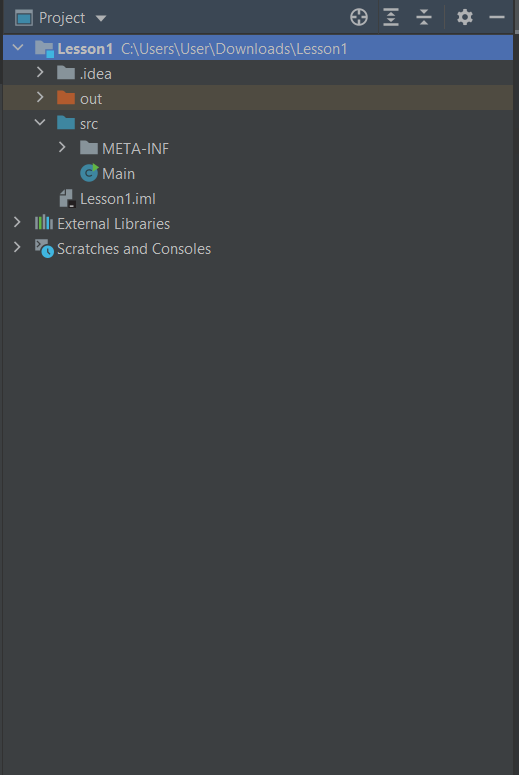 Project
Lesson1 C:\Users\User\Downloads\Lesson1
.idea
out
src
META-INF
Main
Lesson1.iml
External Libraries
Scratches and Consoles